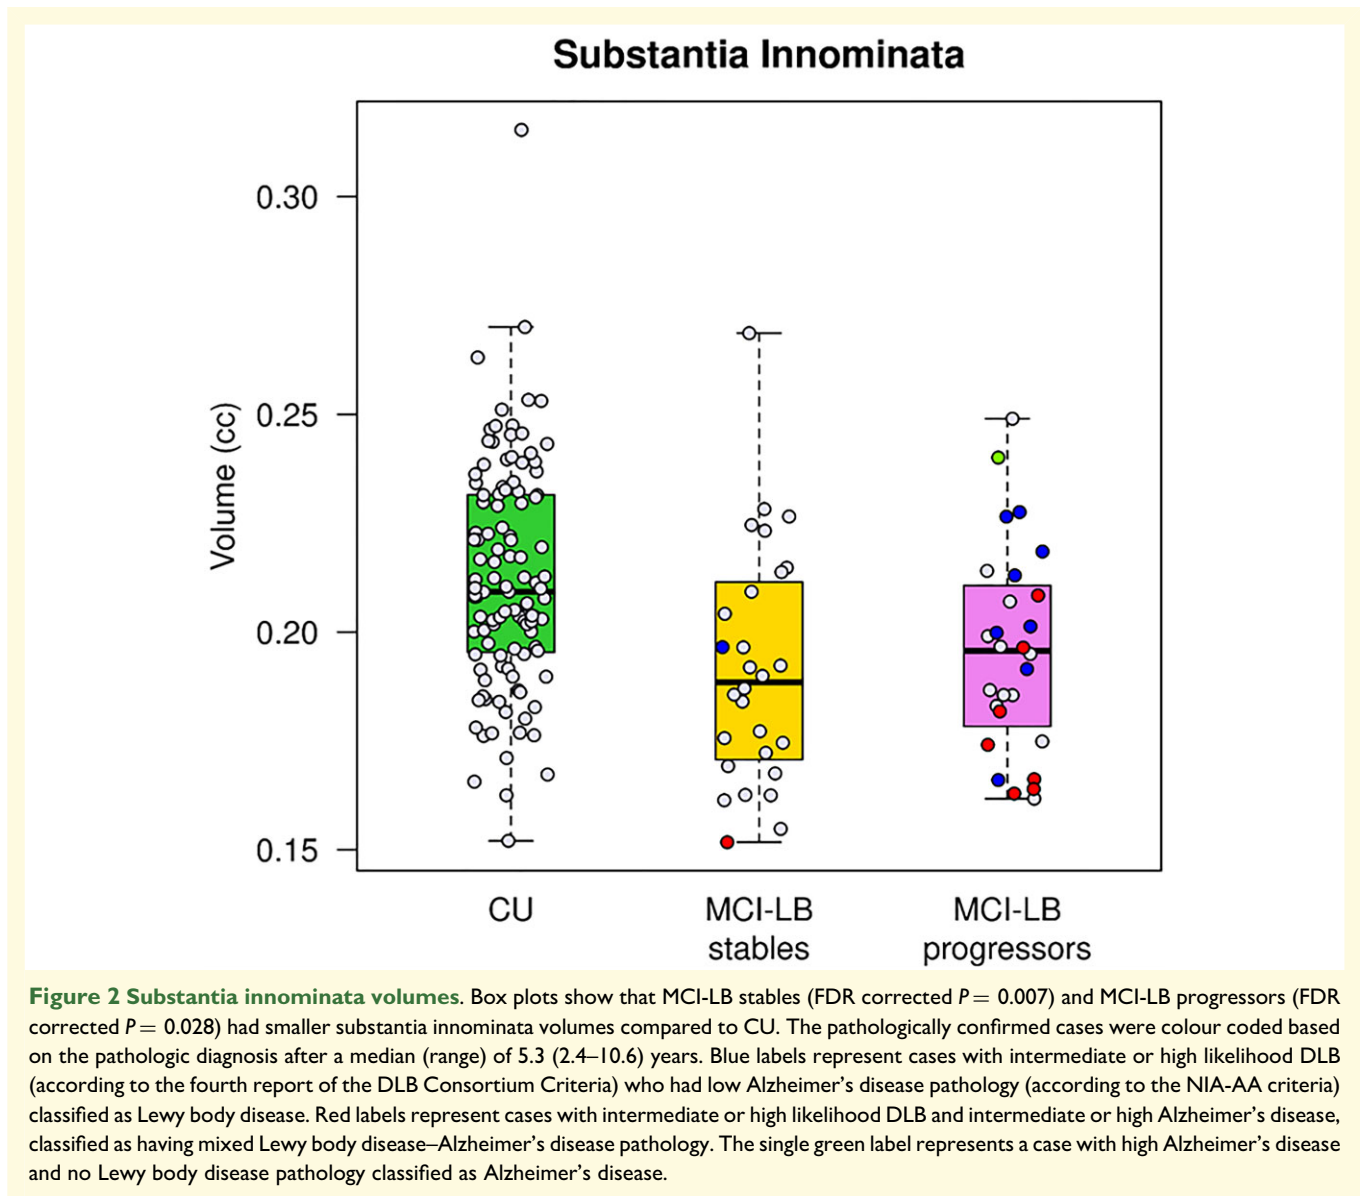 Substantia Innominata
Volume (cc)
0.30
0.25
0.20
0.15
CU
MCI-LB
stables
MCI-LB
progressors
Figure 2 Substantia innominata volumes. Box plots show that MCI-LB stables (FDR corrected P = 0.007) and MCI-LB progressors (FDR
corrected P = 0.028) had smaller substantia innominata volumes compared to CU. The pathologically confirmed cases were colour coded based
on the pathologic diagnosis after a median (range) of 5.3 (2.4–10.6) years. Blue labels represent cases with intermediate or high likelihood DLB
(according to the fourth report of the DLB Consortium Criteria) who had low Alzheimer's disease pathology (according to the NIA-AA criteria)
classified as Lewy body disease. Red labels represent cases with intermediate or high likelihood DLB and intermediate or high Alzheimer's disease,
classified as having mixed Lewy body disease–Alzheimer's disease pathology. The single green label represents a case with high Alzheimer's disease
and no Lewy body disease pathology classified as Alzheimer's disease.